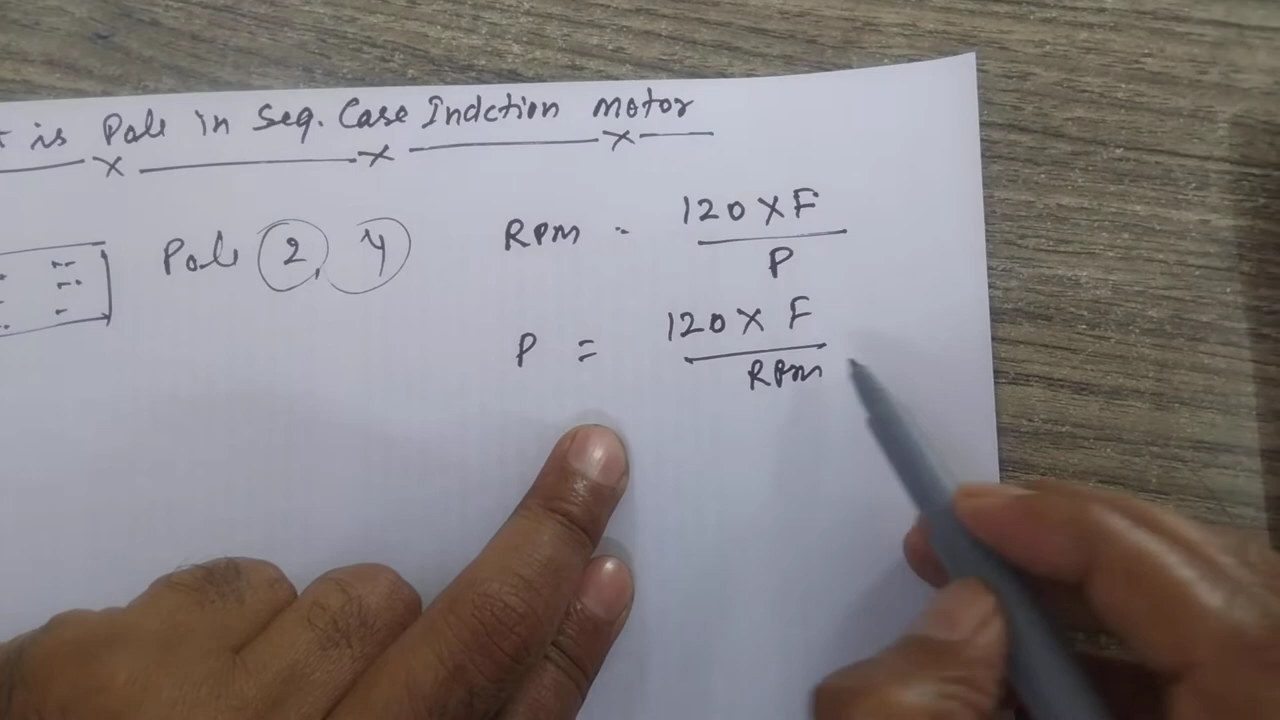 is Pole in Seq. Case Indction motor
Pole 2, 4
RPM - 120 X F
P
P = 120 X F
RPM